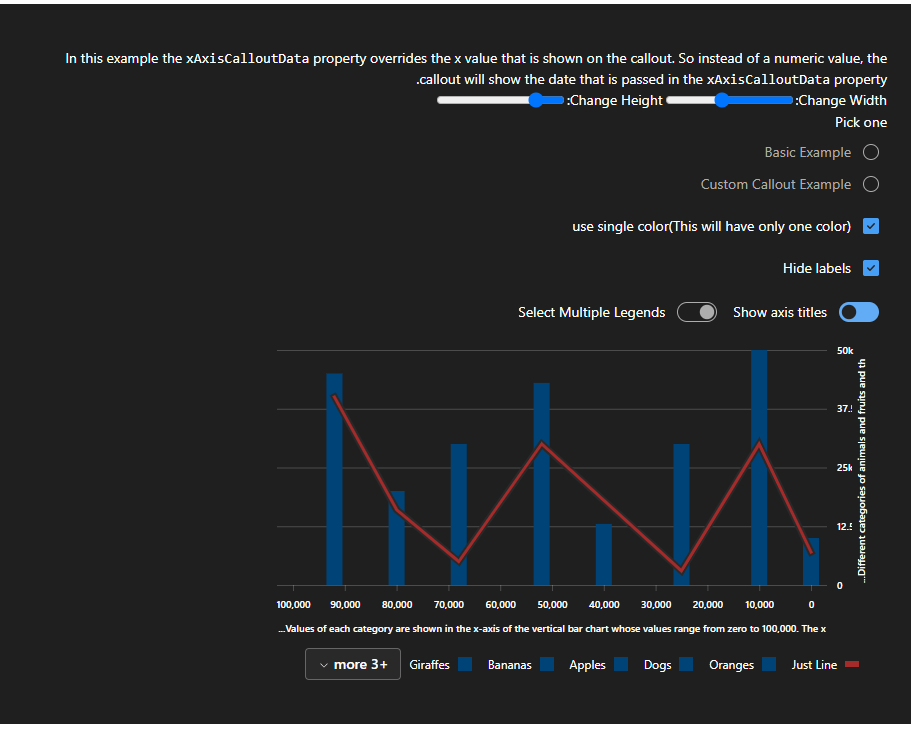 In this example the xAxisCalloutData property overrides the x value that is shown on the callout. So instead of a numeric value, the
.callout will show the date that is passed in the xAxisCalloutData property
:Change Height :Change Width
Pick one
Basic Example
Custom Callout Example
use single color(This will have only one color)
Hide labels
Select Multiple Legends Show axis titles
50k
37.5
25k
12.5
0
...Different categories of animals and fruits and th
100,000 90,000 80,000 70,000 60,000 50,000 40,000 30,000 20,000 10,000 0
...Values of each category are shown in the x-axis of the vertical bar chart whose values range from zero to 100,000. The x
more 3+ Giraffes Bananas Apples Dogs Oranges Just Line